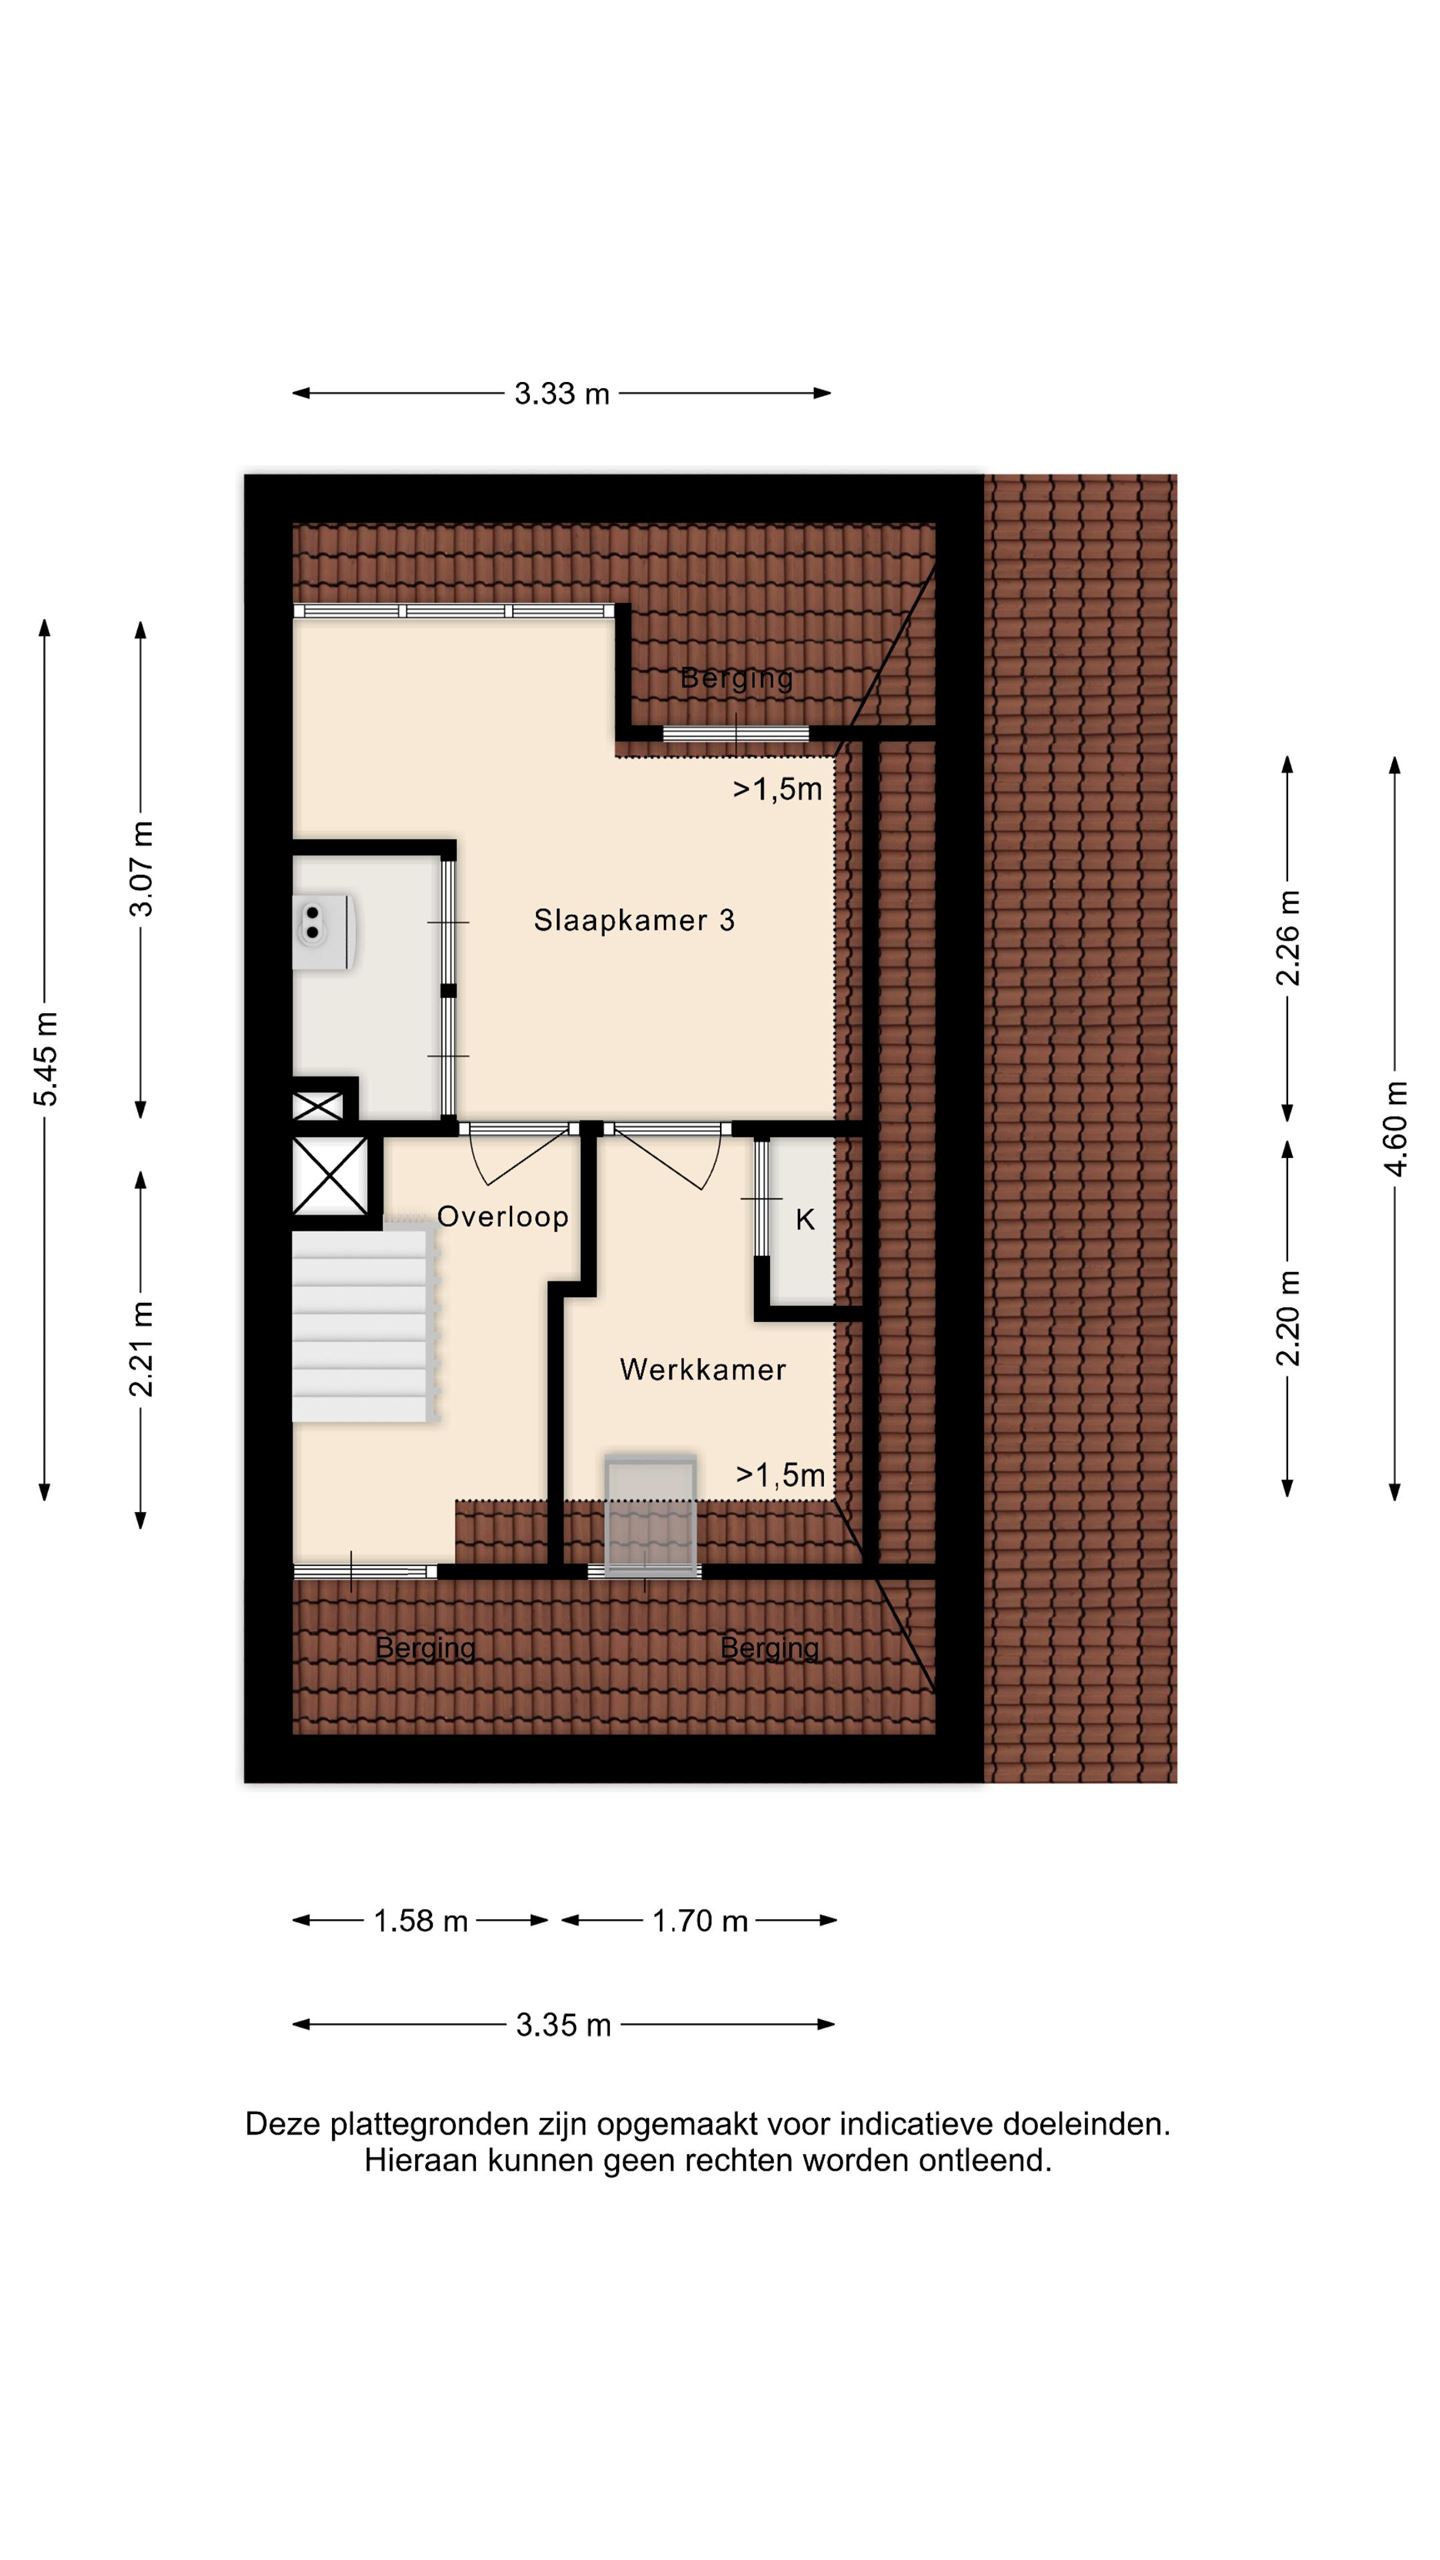 3.33 m
Berging
>1,5m
3.07 m
Slaapkamer 3
2.26 m
5.45 m
4.60 m
Overloop
K
2.21 m
2.20 m
Werkkamer
>1,5m
Berging
Berging
1.58 m
1.70 m
3.35 m
Deze plattegronden zijn opgemaakt voor indicatieve doeleinden.
Hieraan kunnen geen rechten worden ontleend.